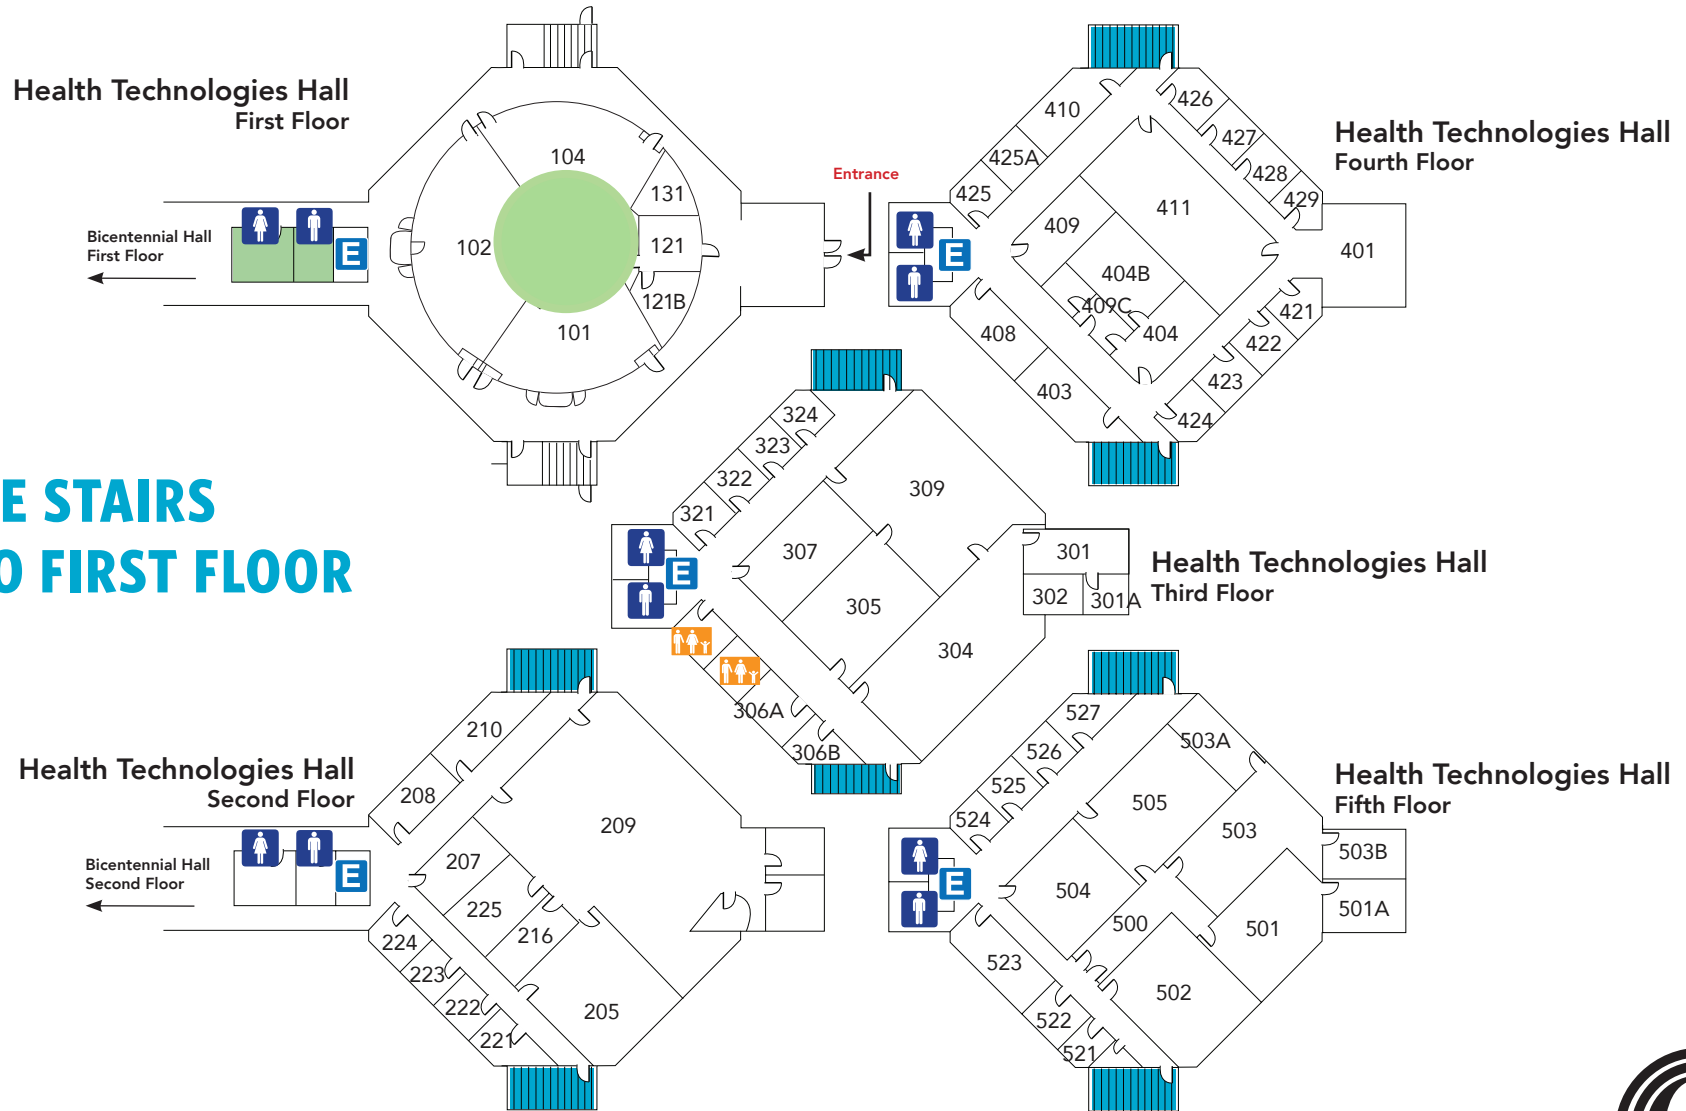 Health Technologies Hall
First Floor
104
131
102
121
121B
101
E
Bicentennial Hall
First Floor
Entrance
Health Technologies Hall
Fourth Floor
410
426
425A
427
428
425
429
409
411
401
E
404B
409C
408
404
421
422
403
423
424
E STAIRS
O FIRST FLOOR
324
323
322
309
321
307
301
E
302
301A
305
304
306A
306B
Health Technologies Hall
Third Floor
Health Technologies Hall
Second Floor
210
208
209
E
207
Bicentennial Hall
Second Floor
225
216
224
223
222
221
205
Health Technologies Hall
Fifth Floor
527
503A
526
525
505
524
503
503B
E
504
501A
500
501
523
502
522
521